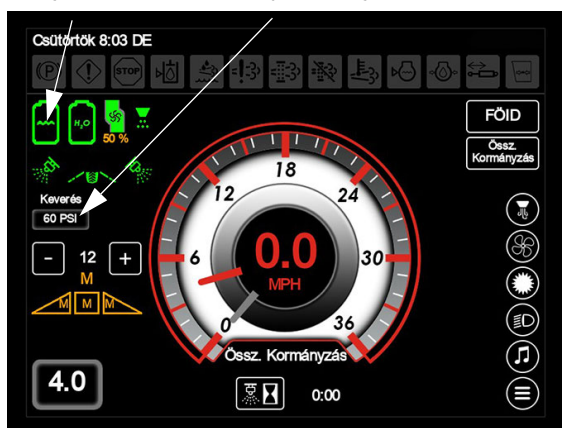 Csütörtök 8:03 DE
P
!
STOP
H₂O
50 %
FÖlD
Össz.
Kormányzás
Keverés
60 PSI
- 12 +
M
M M M
4.0
0
6
12
18
24
30
36
0.0
MPH
Össz. Kormányzás
0:00